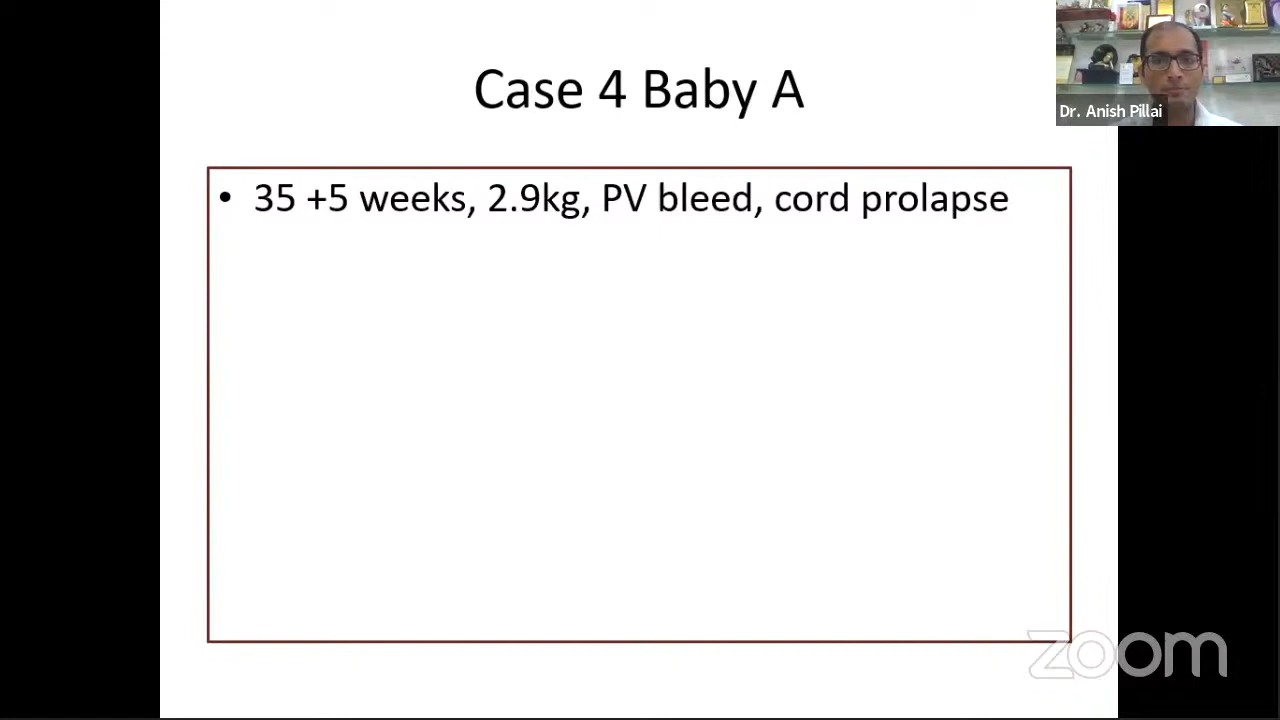 Case 4 Baby A
Dr. Anish Pillai
• 35 +5 weeks, 2.9kg, PV bleed, cord prolapse
zoom